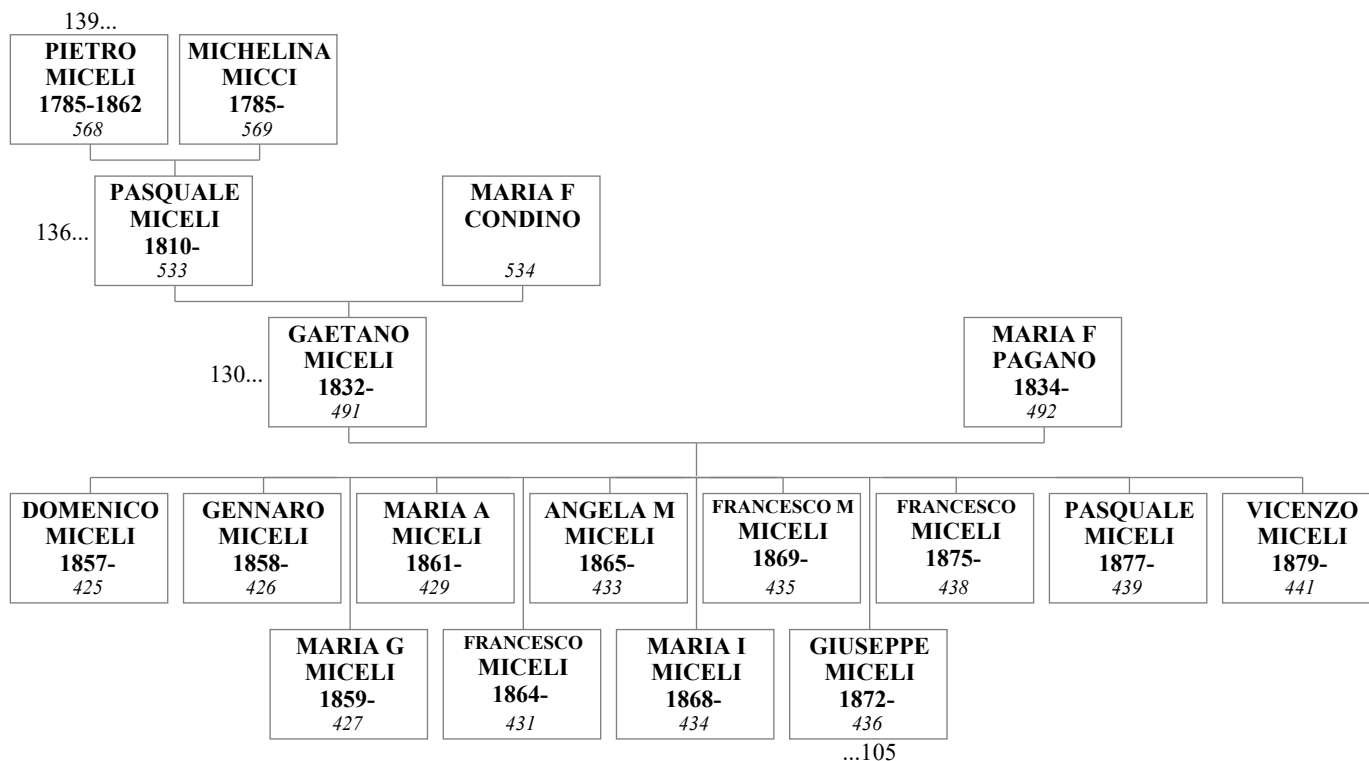 139...
PIETRO
MICELI
1785-1862
568
MICHELINA
MICCI
1785-
569
136...
PASQUALE
MICELI
1810-
533
MARIA F
CONDINO
534
130...
GAETANO
MICELI
1832-
491
MARIA F
PAGANO
1834-
492
DOMENICO
MICELI
1857-
425
GENNARO
MICELI
1858-
426
MARIA A
MICELI
1861-
429
ANGELA M
MICELI
1865-
433
FRANCESCO M
MICELI
1869-
435
FRANCESCO
MICELI
1875-
438
PASQUALE
MICELI
1877-
439
VICENZO
MICELI
1879-
441
MARIA G
MICELI
1859-
427
FRANCESCO
MICELI
1864-
431
MARIA I
MICELI
1868-
434
GIUSEPPE
MICELI
1872-
436
...105